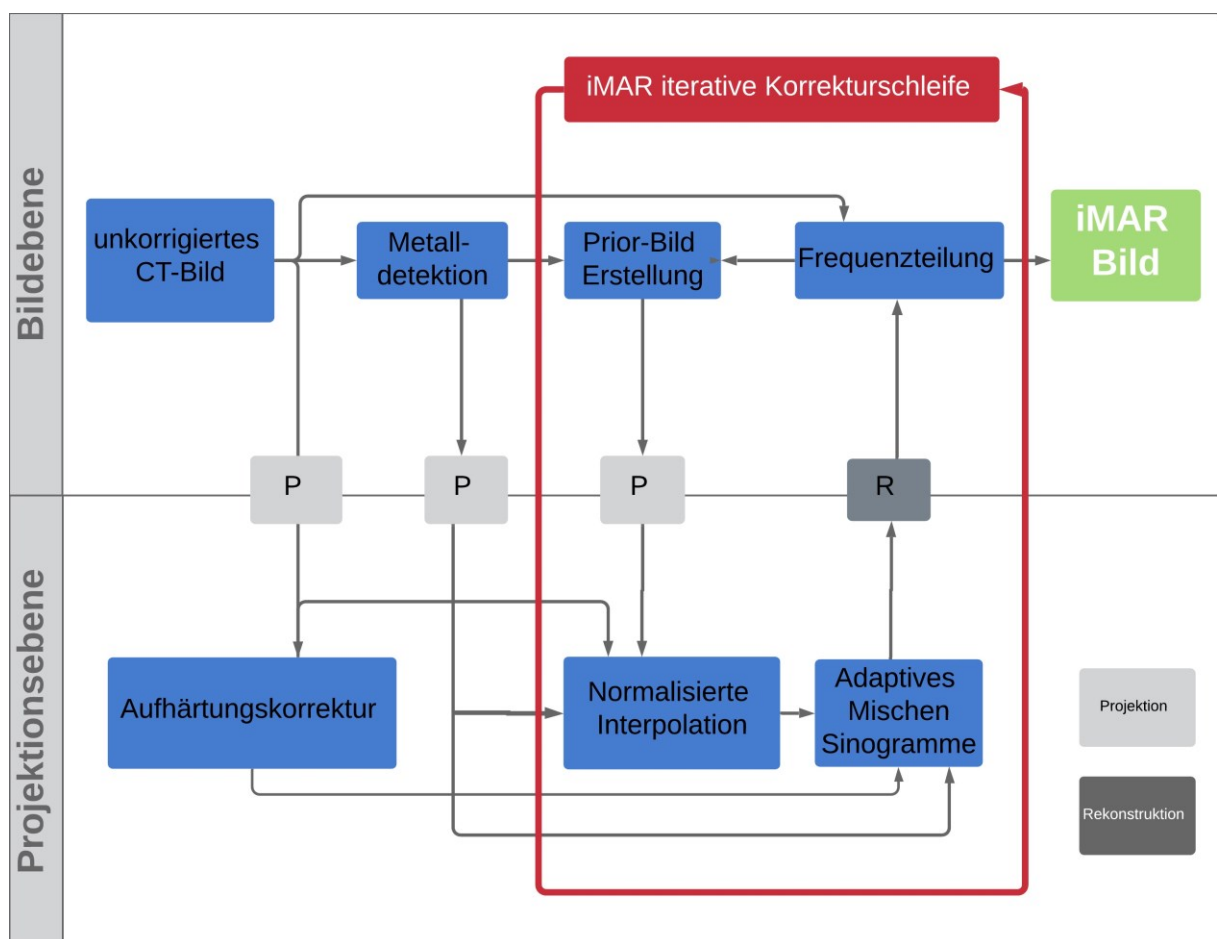 iMAR iterative Korrekturschleife
Bildebene
unkorrigiertes
CT-Bild
Metall-
detektion
Prior-Bild
Erstellung
Frequenzteilung
iMAR
Bild
P
P
P
R
Projektionsebene
Aufhärtungskorrektur
Normalisierte
Interpolation
Adaptives
Mischen
Sinogramme
Projektion
Rekonstruktion